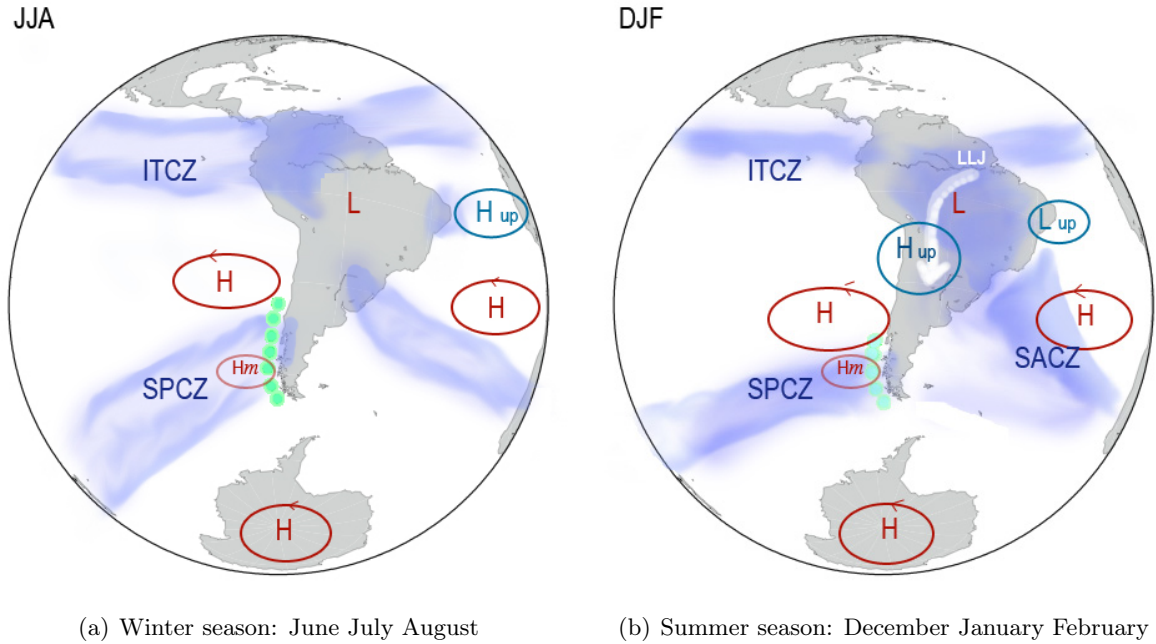 JJA
ITCZ
L
H up
H
H
Hm
SPCZ
H
(a) Winter season: June July August
DJF
ITCZ
LLJ
L
L up
H up
H
H
SACZ
Hm
SPCZ
H
(b) Summer season: December January February